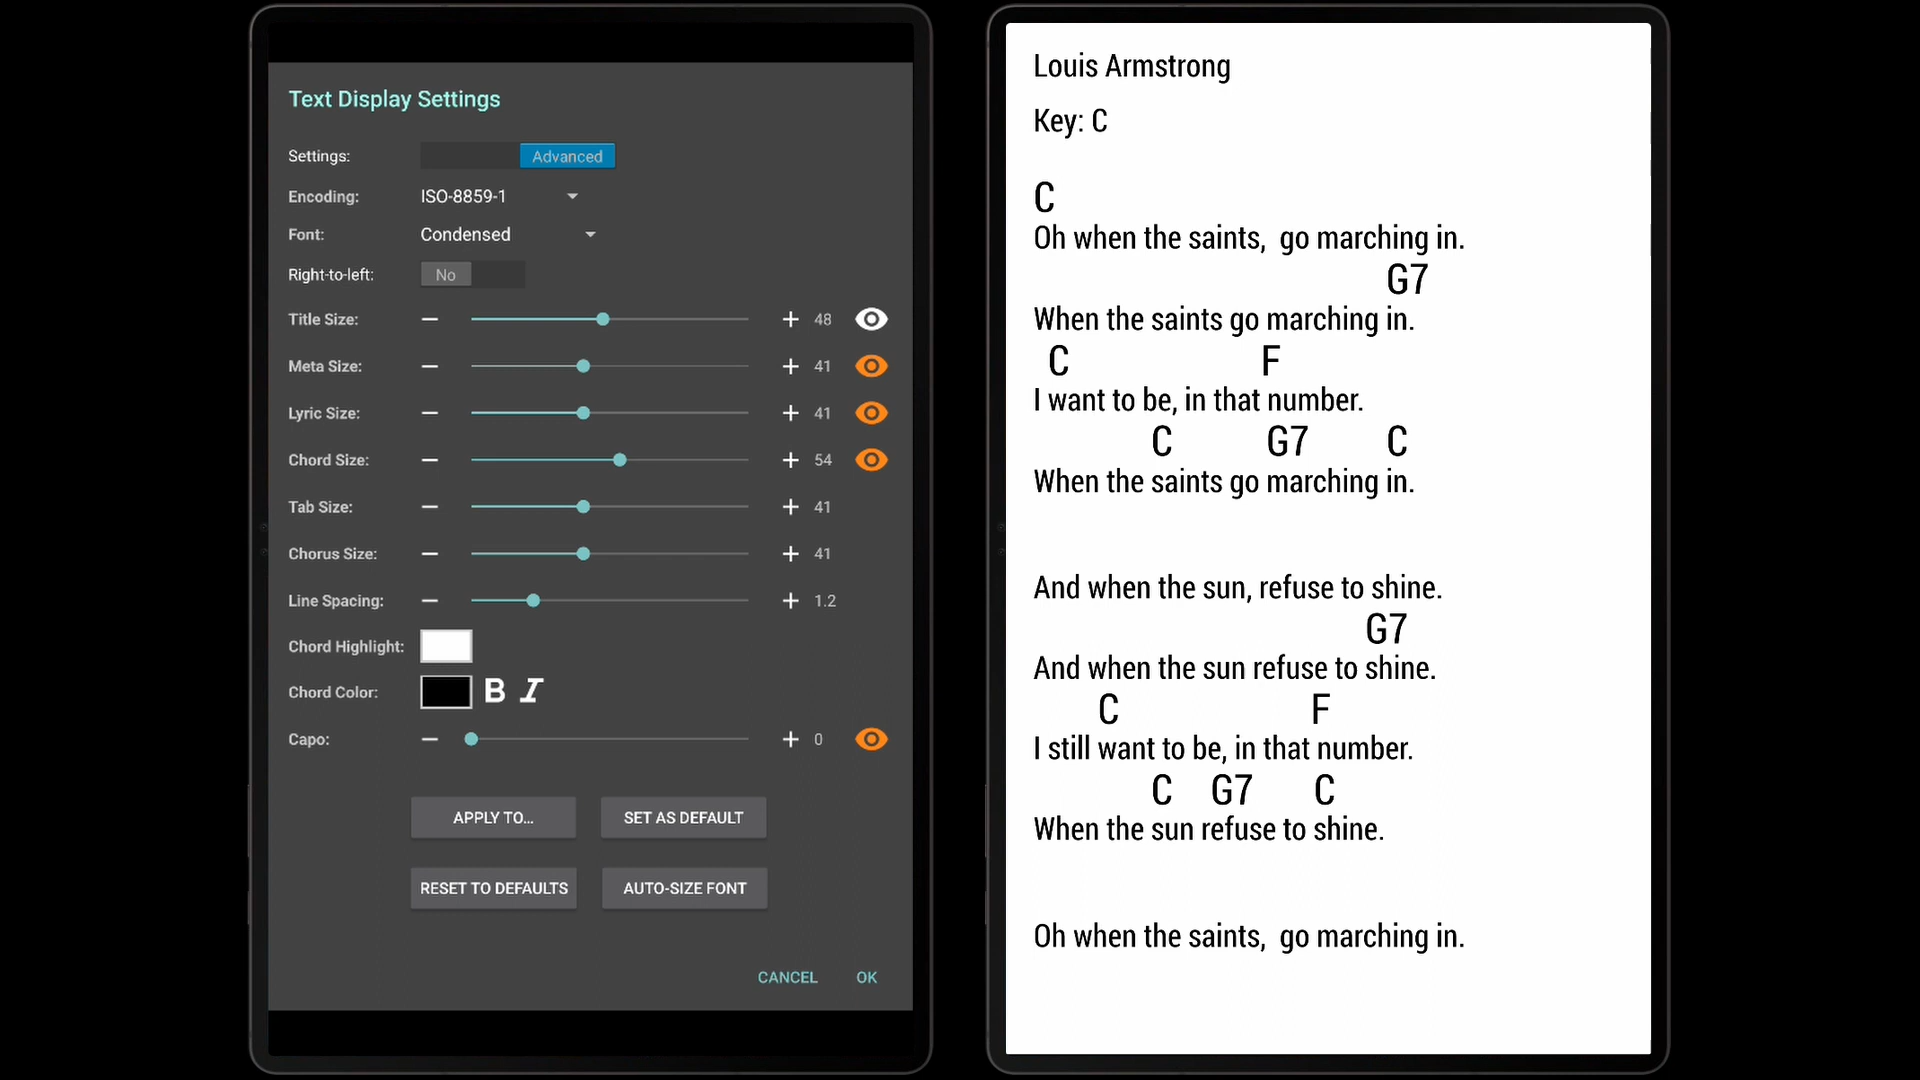 Text Display Settings
Settings: Advanced
Encoding: ISO-8859-1
Font: Condensed
Right-to-left: No
Title Size: 48
Meta Size: 41
Lyric Size: 41
Chord Size: 54
Tab Size: 41
Chorus Size: 41
Line Spacing: 1.2
Chord Highlight:
Chord Color: B I
Capo: 0
APPLY TO... SET AS DEFAULT
RESET TO DEFAULTS AUTO-SIZE FONT
CANCEL OK
Louis Armstrong
Key: C
C
Oh when the saints,  go marching in.
G7
When the saints go marching in.
C F
I want to be, in that number.
C G7 C
When the saints go marching in.
And when the sun, refuse to shine.
G7
And when the sun refuse to shine.
C F
I still want to be, in that number.
C G7 C
When the sun refuse to shine.
Oh when the saints,  go marching in.